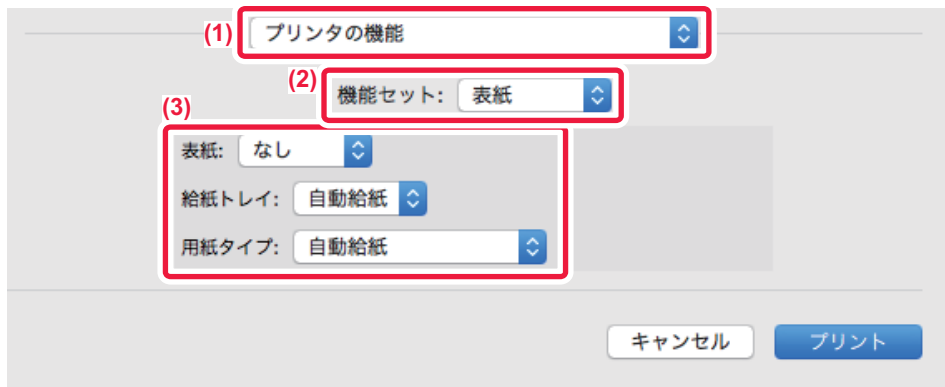 (1) プリンタの機能
(2) 機能セット: 表紙
(3)
表紙: なし
給紙トレイ: 自動給紙
用紙タイプ: 自動給紙
キャンセル プリント